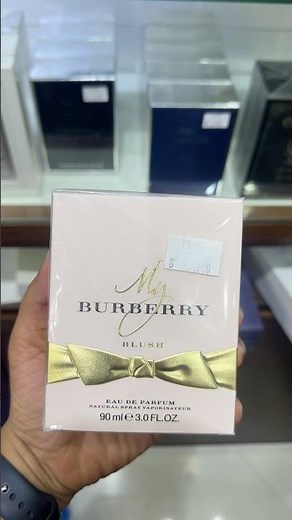 My
BURBERRY
BLUSH
EAU DE PARFUM
NATURAL SPRAY VAPORISATEUR
90 ml ℮ 3.0 FL.OZ.